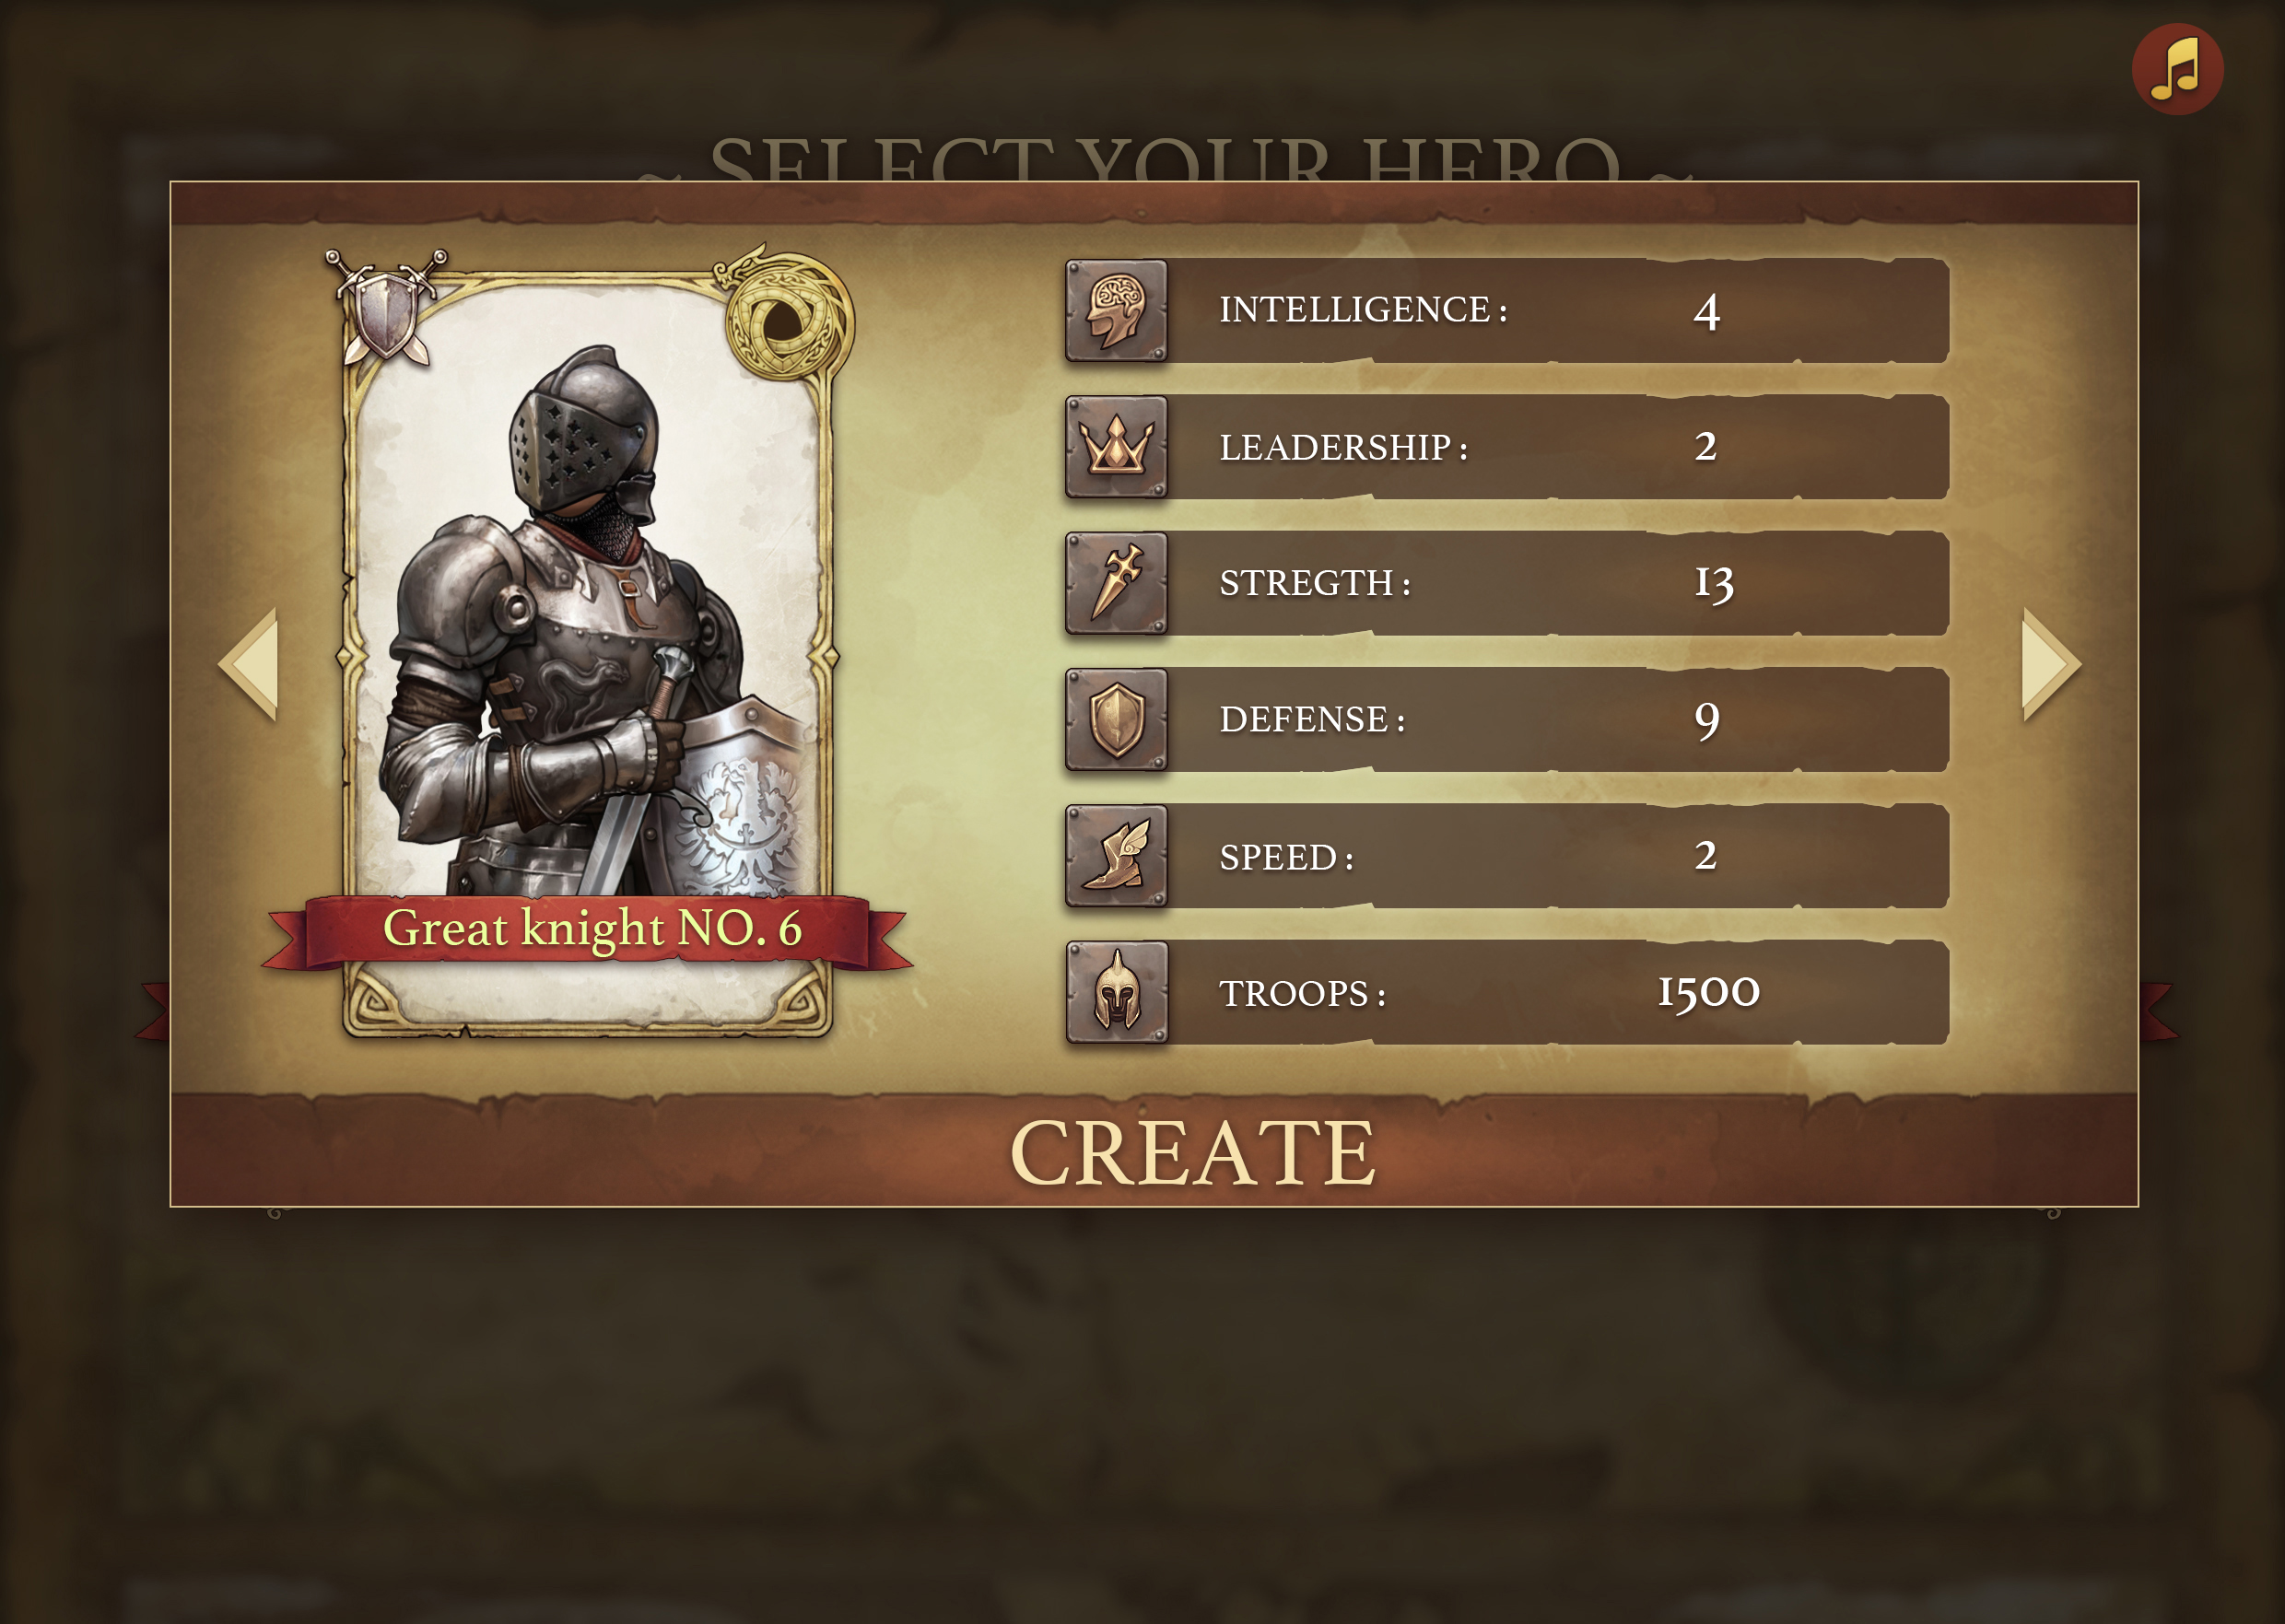 ~ SELECT YOUR HERO ~
INTELLIGENCE : 4
LEADERSHIP : 2
STREGTH : 13
DEFENSE : 9
SPEED : 2
TROOPS : 1500
Great knight NO. 6
CREATE